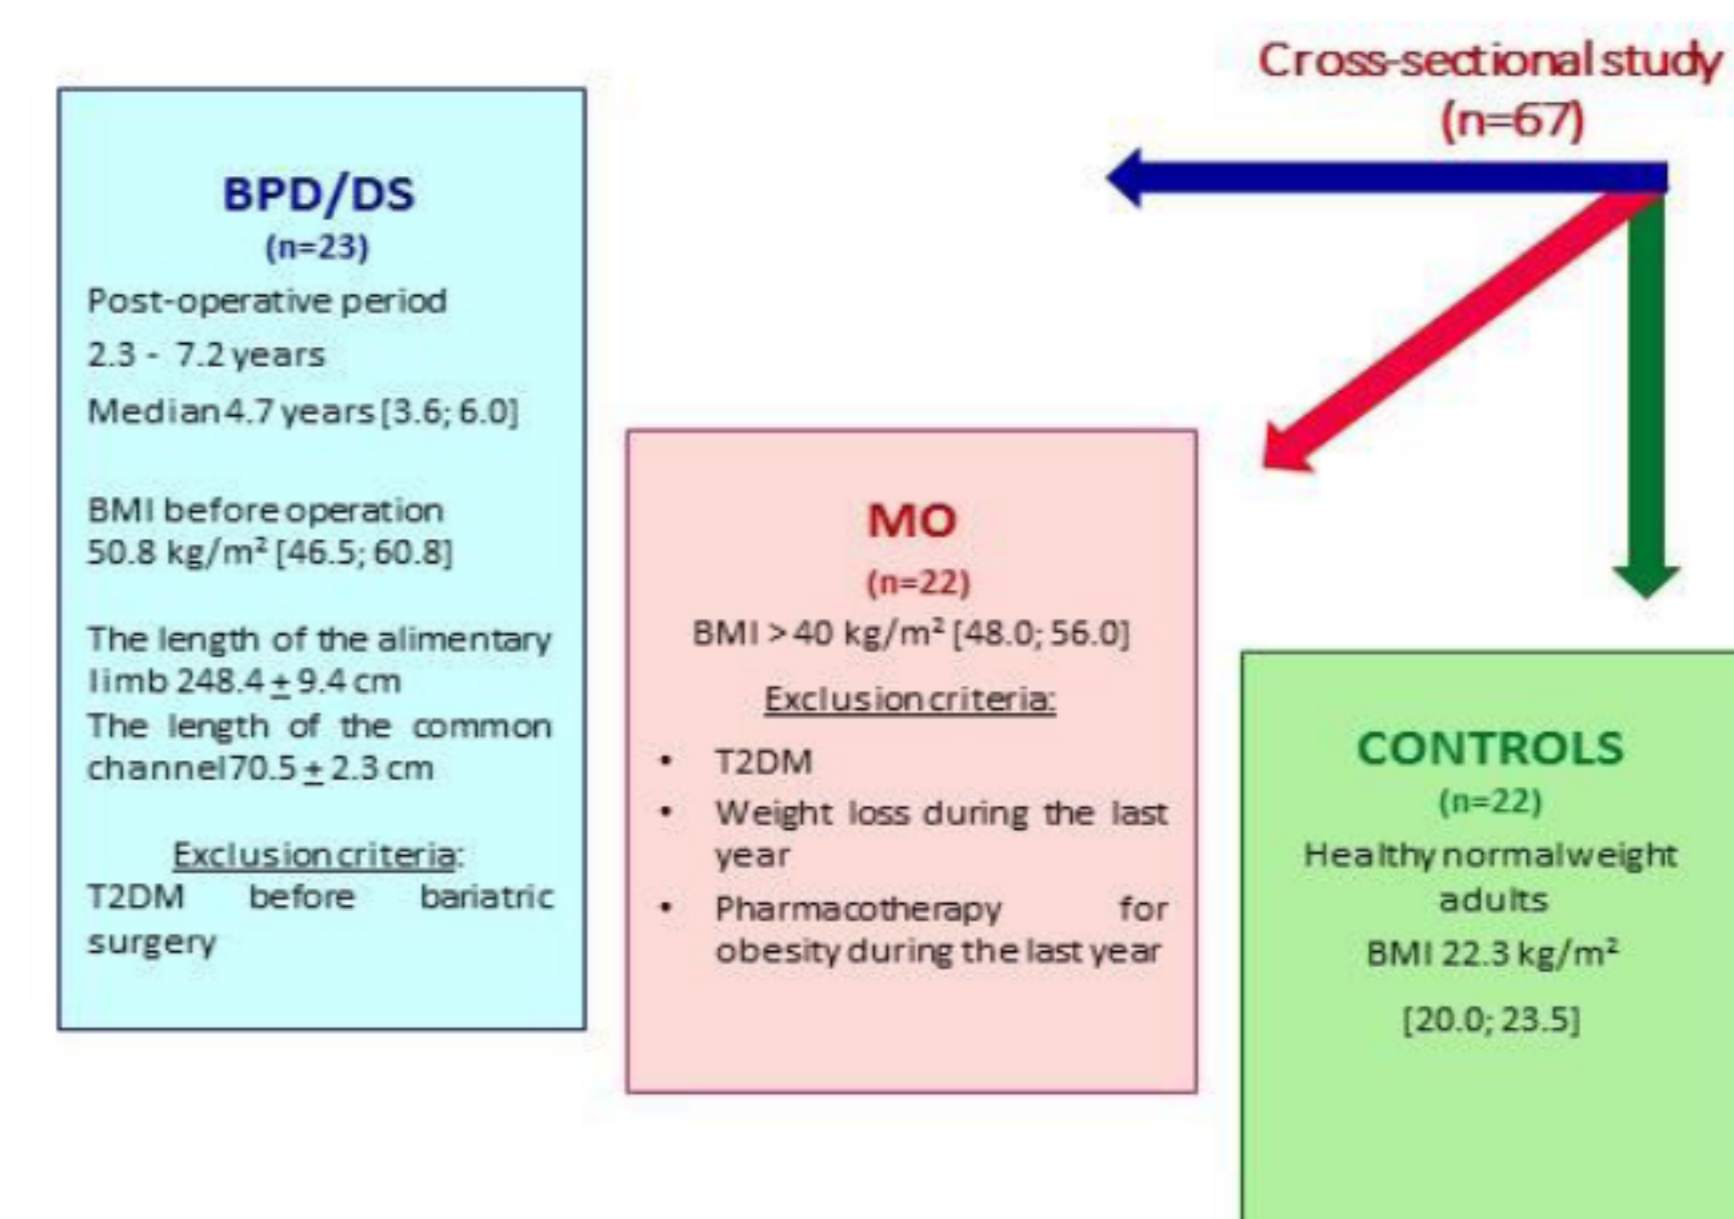 Cross-sectional study
(n=67)
BPD/DS
(n=23)
Post-operative period
2.3 - 7.2 years
Median 4.7 years [3.6; 6.0]
BMI before operation
50.8 kg/m² [46.5; 60.8]
The length of the alimentary
limb 248.4 ± 9.4 cm
The length of the common
channel 70.5 ± 2.3 cm
Exclusion criteria:
T2DM before bariatric
surgery
MO
(n=22)
BMI > 40 kg/m² [48.0; 56.0]
Exclusion criteria:
• T2DM
• Weight loss during the last
year
• Pharmacotherapy for
obesity during the last year
CONTROLS
(n=22)
Healthy normal weight
adults
BMI 22.3 kg/m²
[20.0; 23.5]